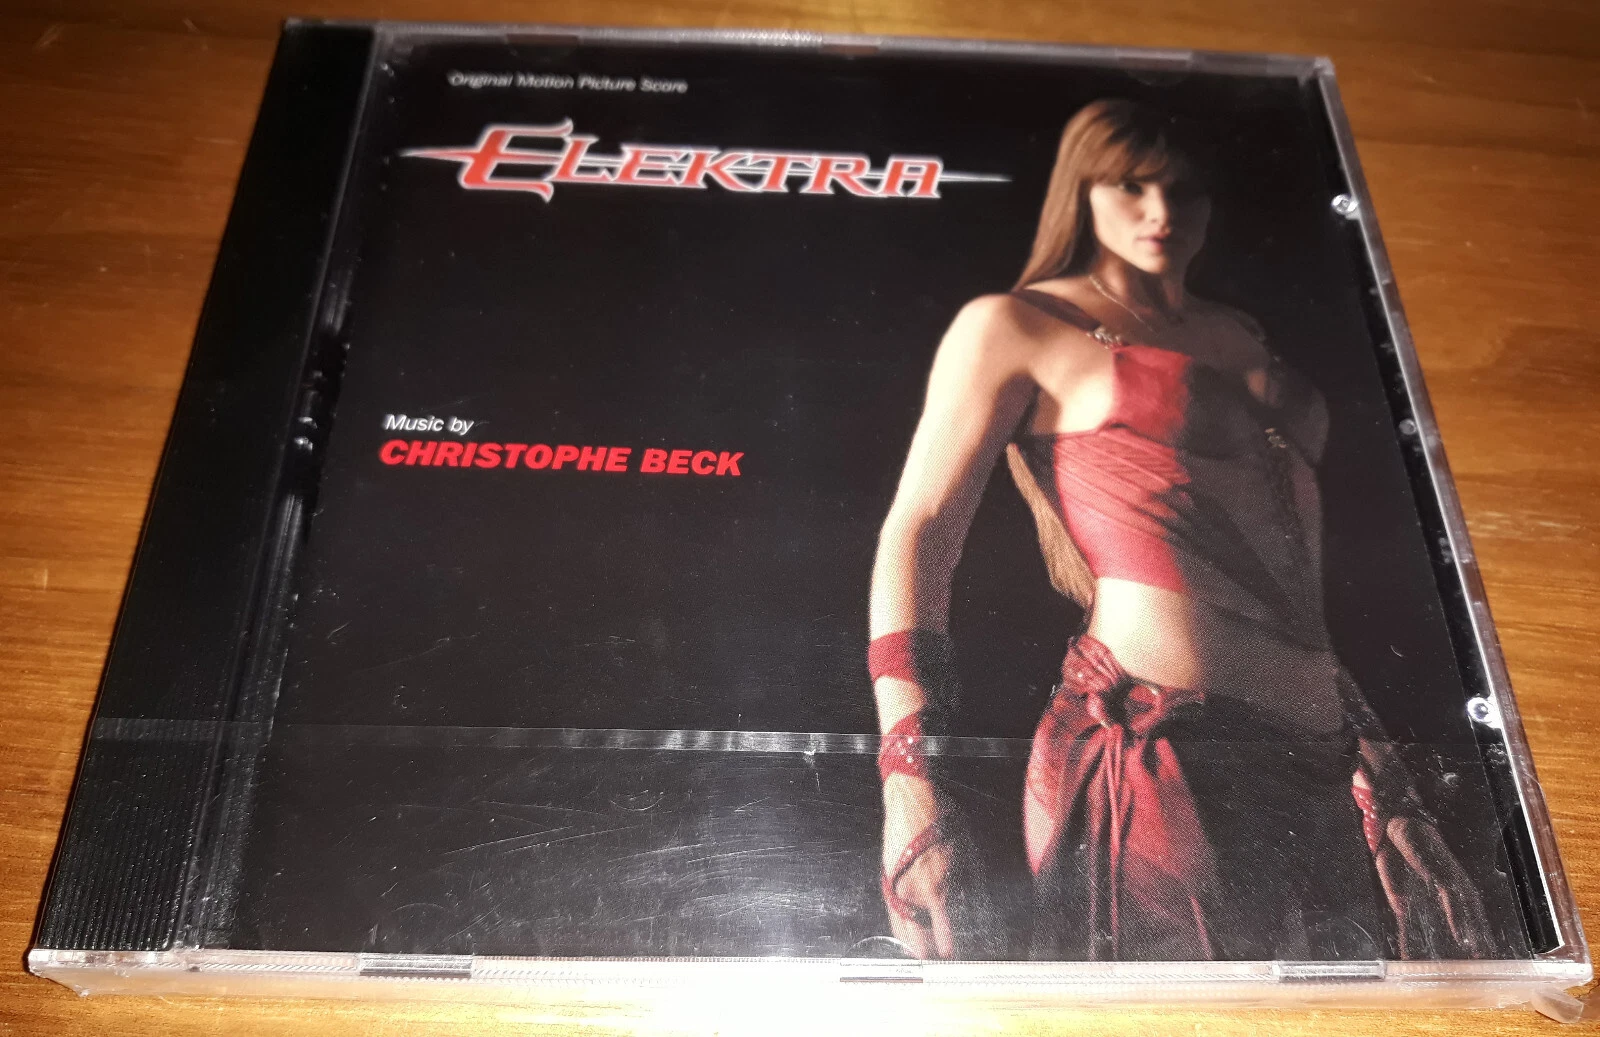 Original Motion Picture Score
ELEKTRA
Music by
CHRISTOPHE BECK